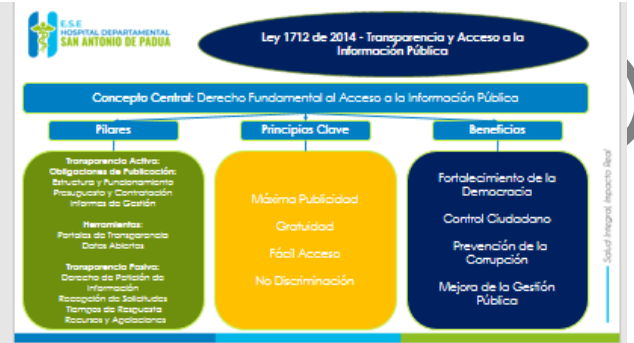 E.S.E
HOSPITAL DEPARTAMENTAL
SAN ANTONIO DE PADUA
Ley 1712 de 2014 - Transparencia y Acceso a la
Información Pública
Concepto Central: Derecho Fundamental al Acceso a la Información Pública
Pilares
Principios Clave
Beneficios
Transparencia Activa:
Obligaciones de Publicación:
Estructura y Funcionamiento
Presupuesto y Contratación
Informes de Gestión
Herramientas:
Portales de Transparencia
Datos Abiertos
Transparencia Pasiva:
Derecho de Petición de
Información
Recepción de Solicitudes
Tiempos de Respuesta
Recursos y Apelaciones
Máxima Publicidad
Gratuidad
Fácil Acceso
No Discriminación
Fortalecimiento de la
Democracia
Control Ciudadano
Prevención de la
Corrupción
Mejora de la Gestión
Pública
Salud Integral, Impacto Real